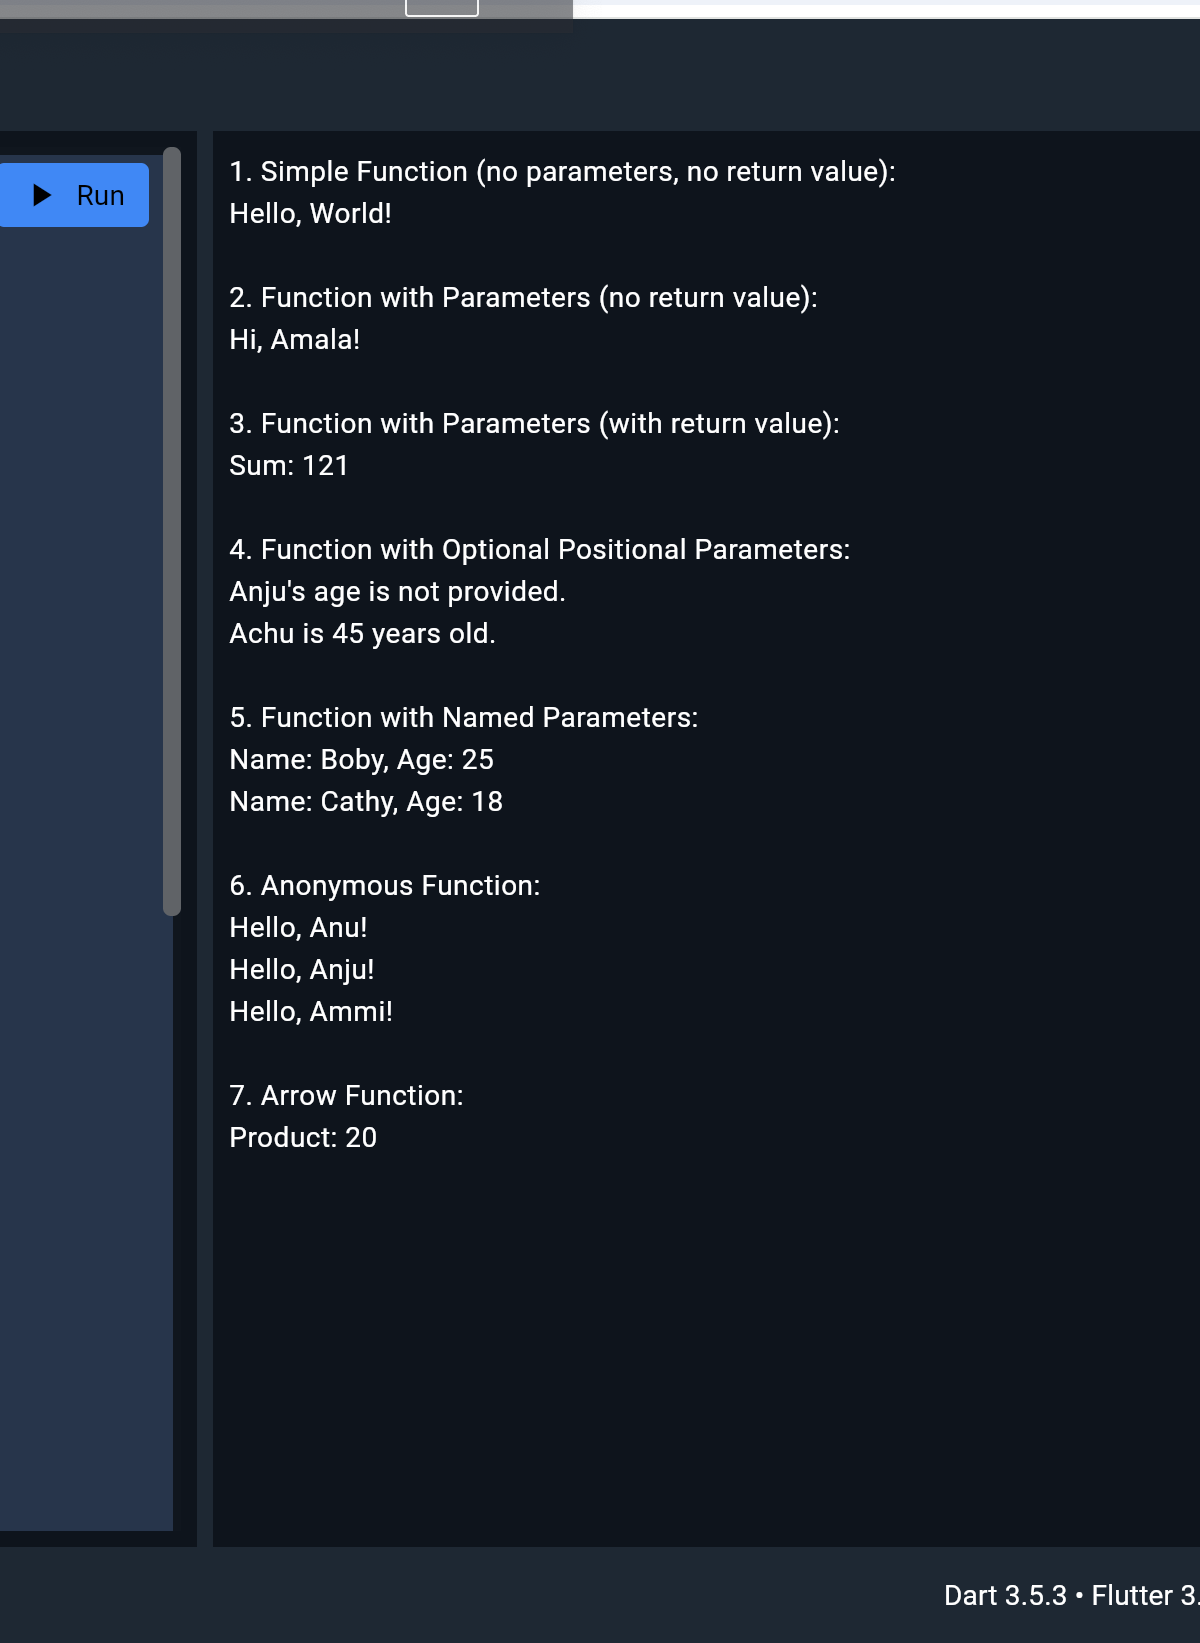 Run
1. Simple Function (no parameters, no return value):
Hello, World!
2. Function with Parameters (no return value):
Hi, Amala!
3. Function with Parameters (with return value):
Sum: 121
4. Function with Optional Positional Parameters:
Anju's age is not provided.
Achu is 45 years old.
5. Function with Named Parameters:
Name: Boby, Age: 25
Name: Cathy, Age: 18
6. Anonymous Function:
Hello, Anu!
Hello, Anju!
Hello, Ammi!
7. Arrow Function:
Product: 20
Dart 3.5.3 • Flutter 3.